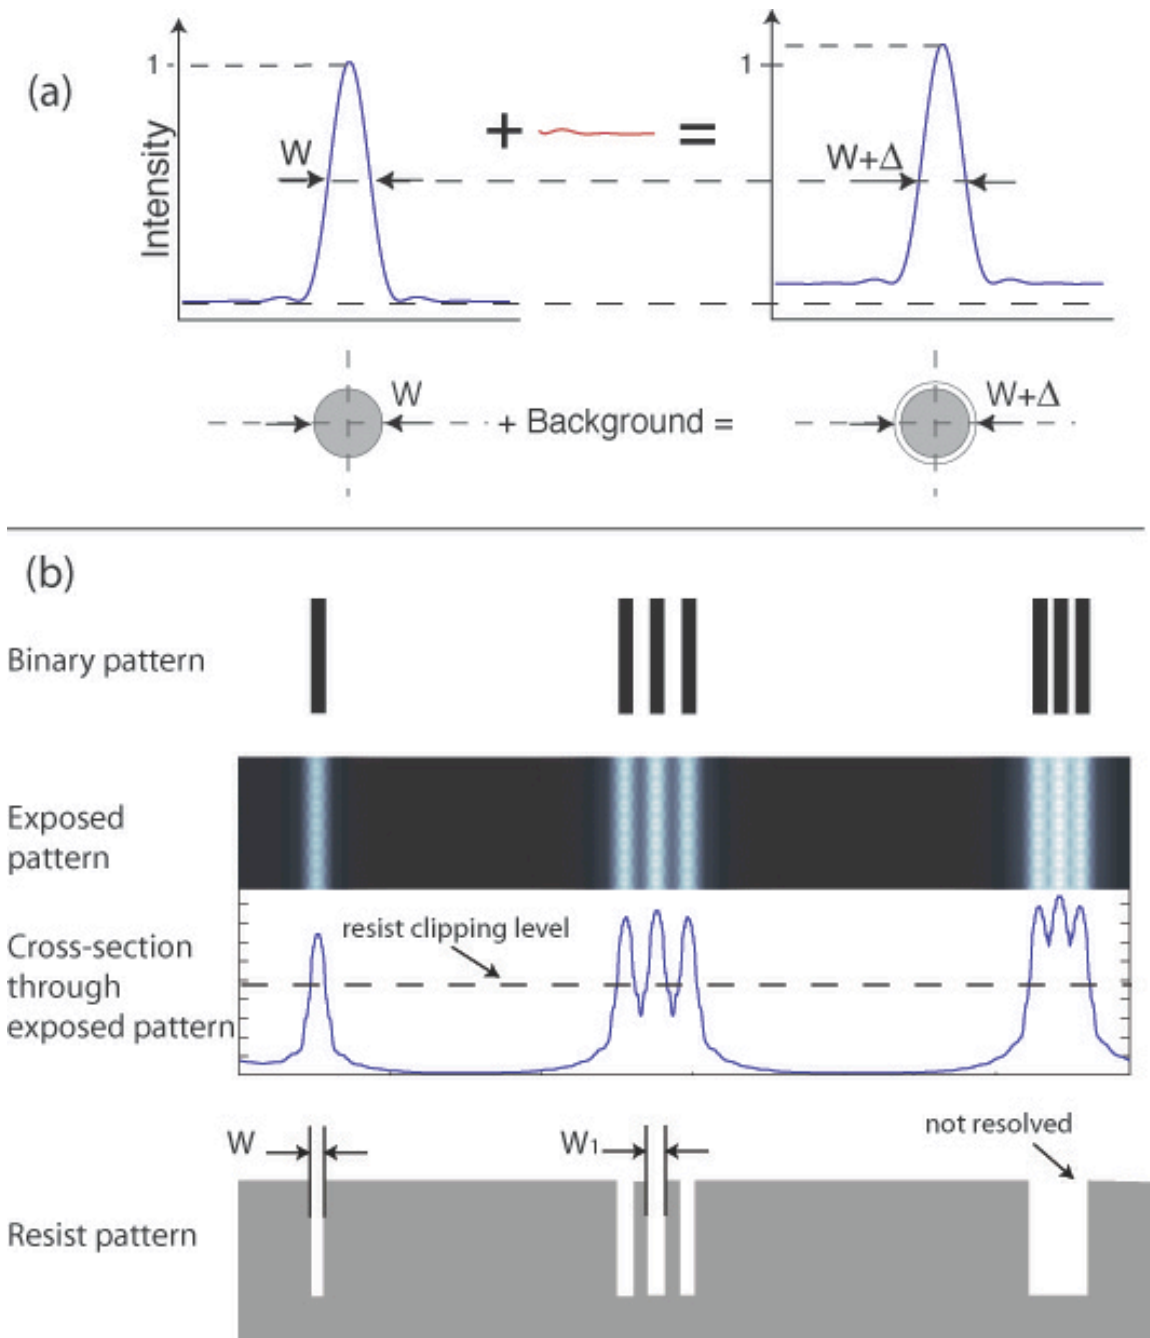 (a)
Intensity
1
W
+
=
1
W+Δ
W
+ Background =
W+Δ
(b)
Binary pattern
Exposed
pattern
resist clipping level
Cross-section
through
exposed pattern
not resolved
W
W1
Resist pattern